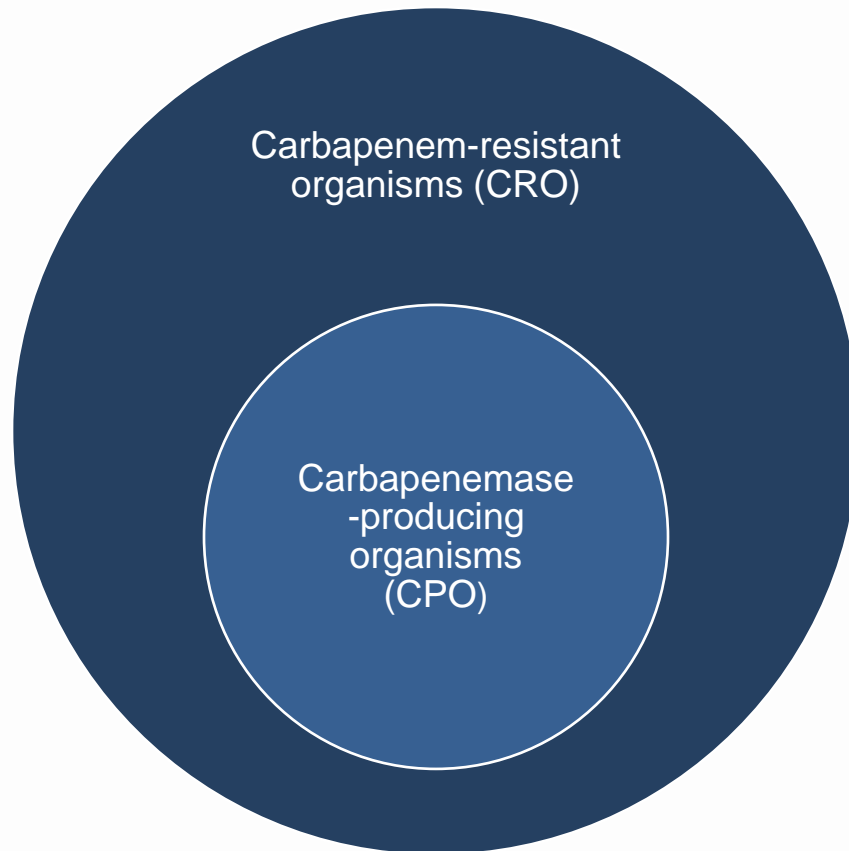 Carbapenem-resistant
organisms (CRO)
Carbapenemase
-producing
organisms
(CPO)